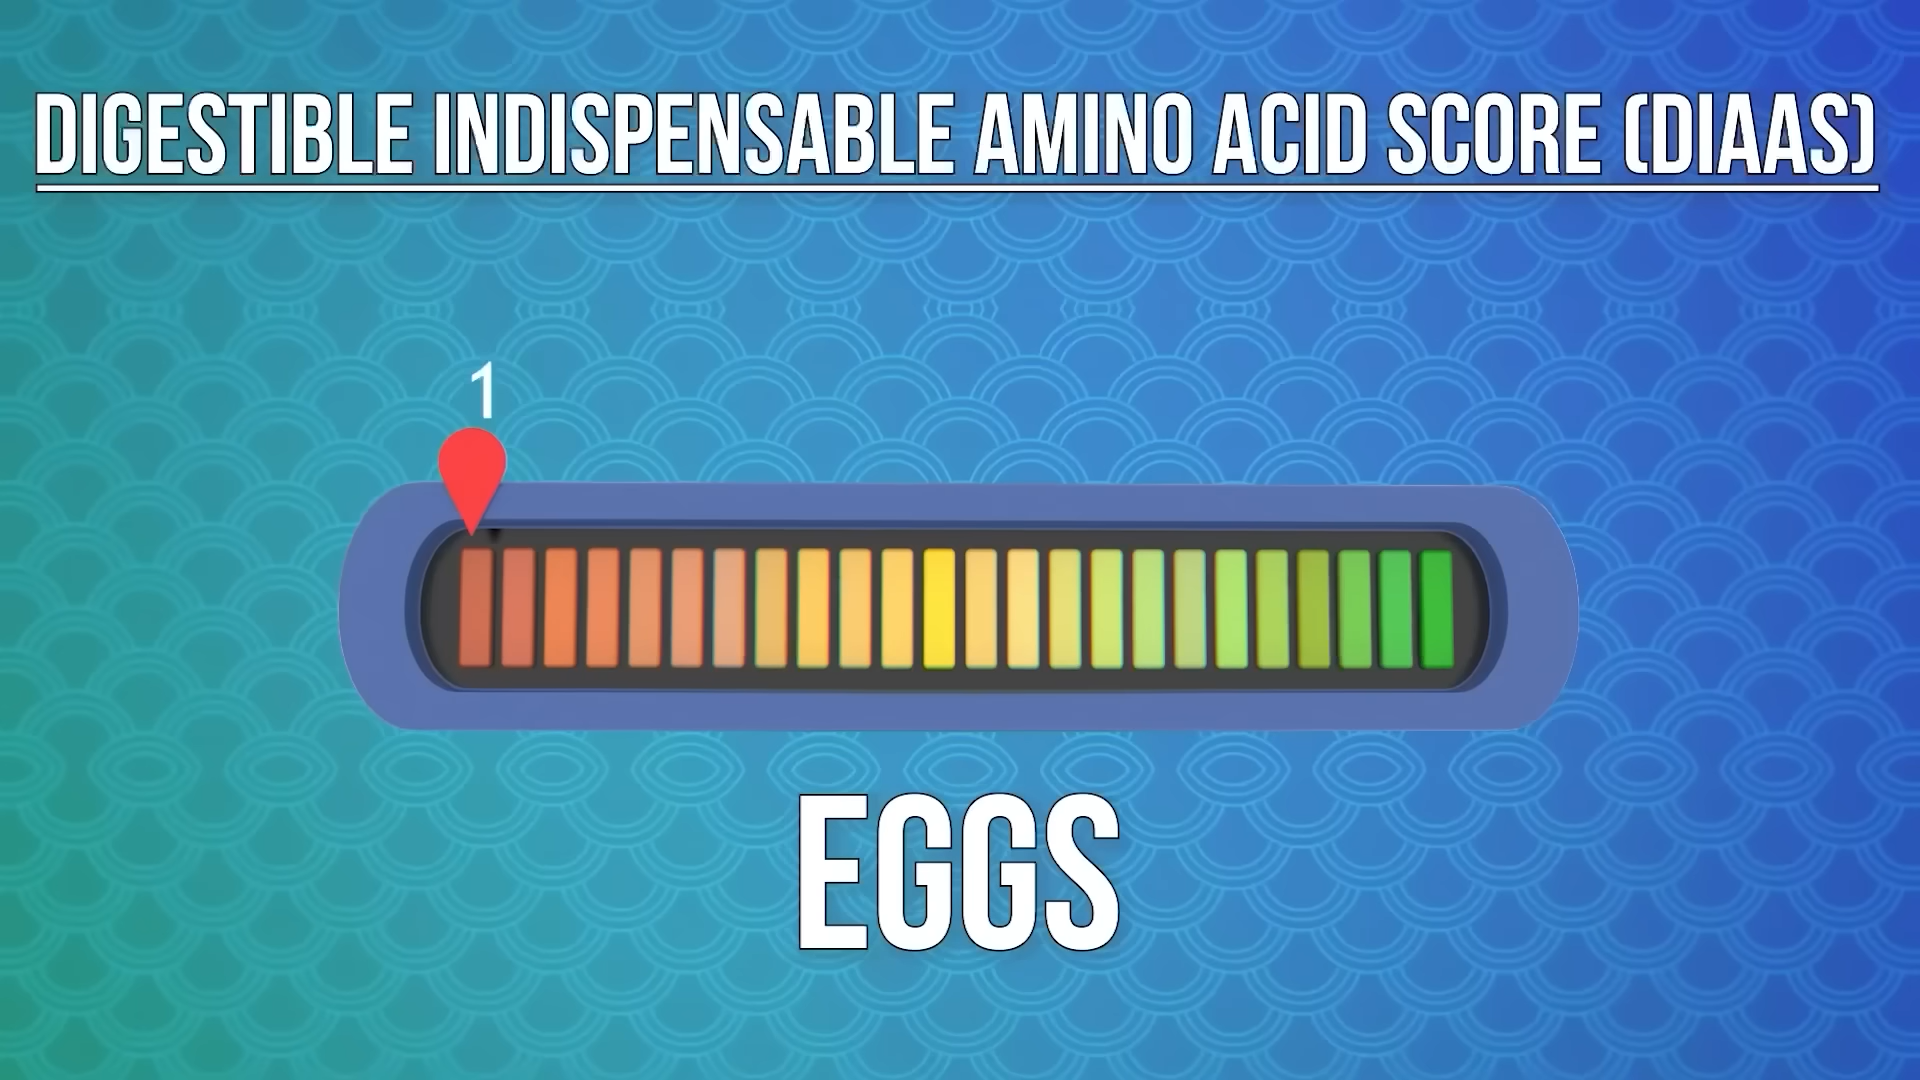 DIGESTIBLE INDISPENSABLE AMINO ACID SCORE (DIAAS)
1
EGGS